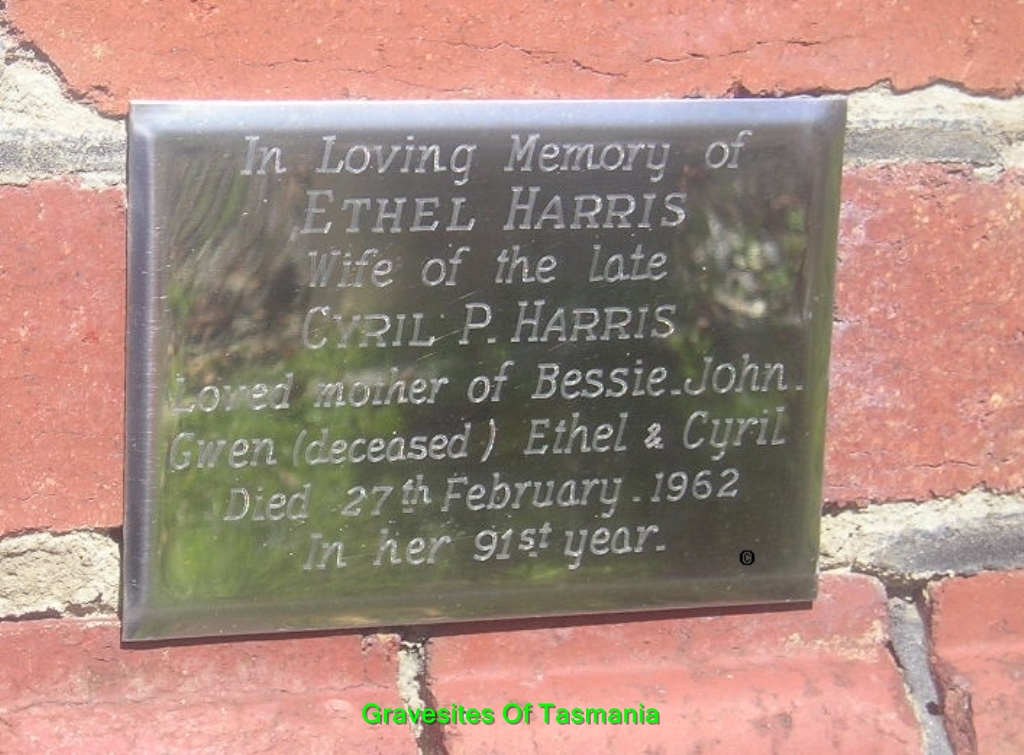 In Loving Memory of
ETHEL HARRIS
Wife of the late
CYRIL P. HARRIS
Loved mother of Bessie. John.
Gwen (deceased) Ethel & Cyril
Died 27th February. 1962
In her 91st year.
©
Gravesites Of Tasmania